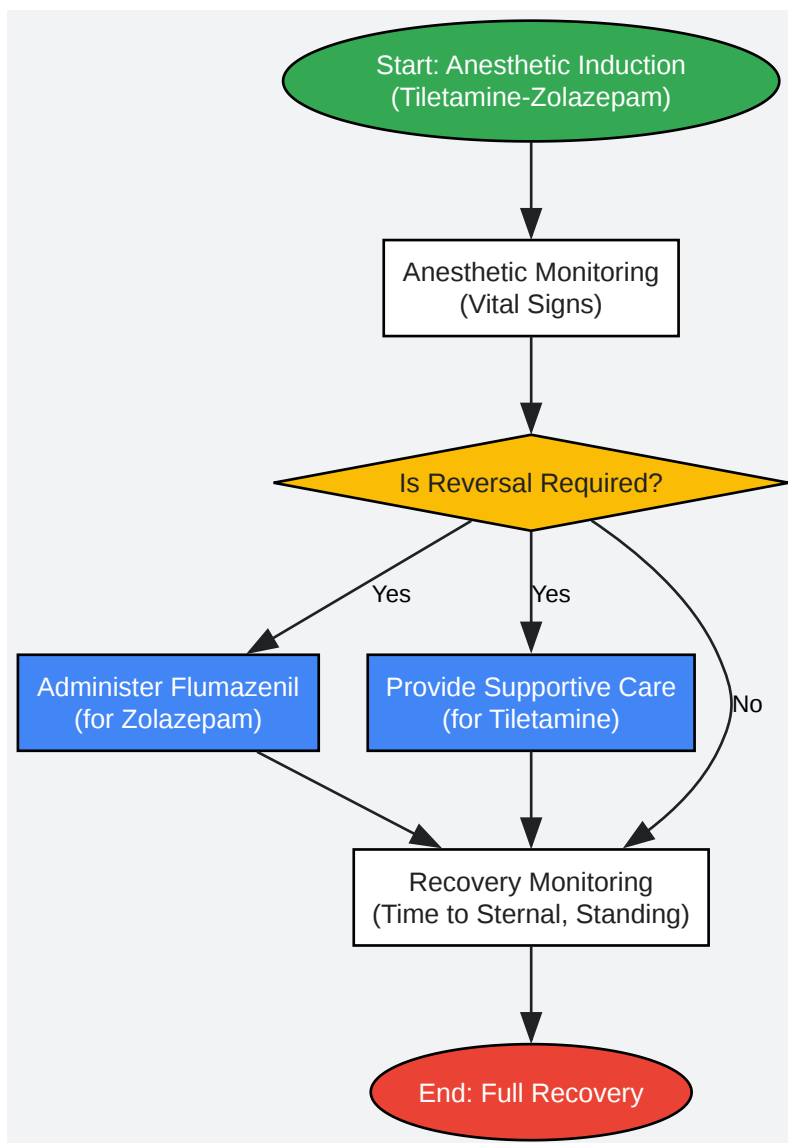 Start: Anesthetic Induction
(Tiletamine-Zolazepam)
Anesthetic Monitoring
(Vital Signs)
Is Reversal Required?
Yes
Yes
No
Administer Flumazenil
(for Zolazepam)
Provide Supportive Care
(for Tiletamine)
Recovery Monitoring
(Time to Sternal, Standing)
End: Full Recovery